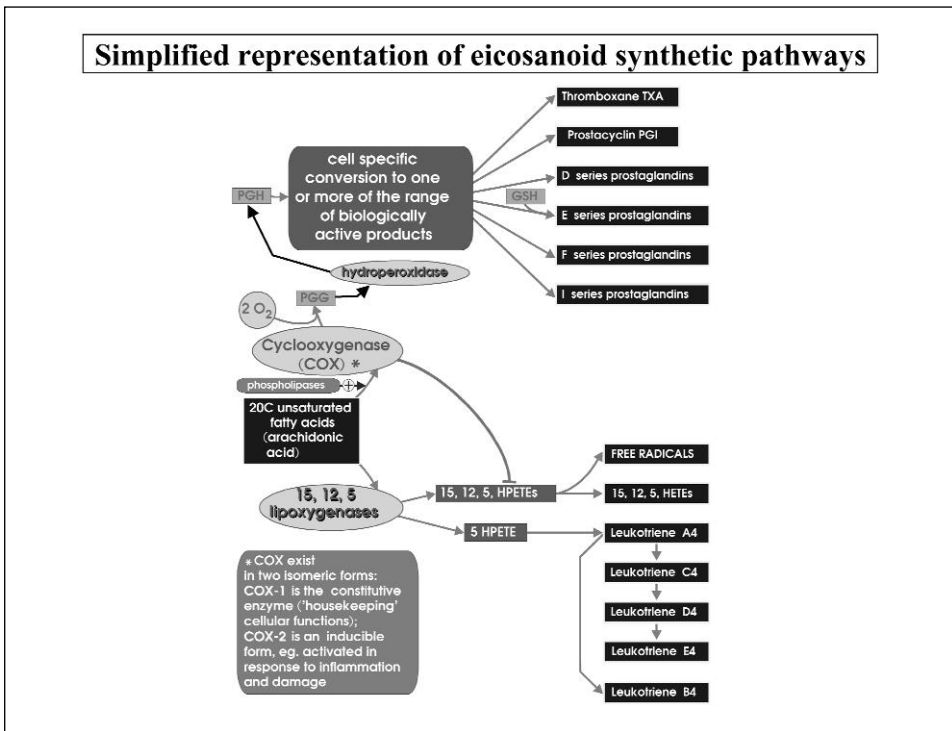 Simplified representation of eicosanoid synthetic pathways
Thromboxane TXA
Prostacyclin PGI
D series prostaglandins
GSH
E series prostaglandins
F series prostaglandins
I series prostaglandins
cell specific
conversion to one
or more of the range
of biologically
active products
PGH
hydroperoxidase
PGG
2 O2
Cyclooxygenase
(COX) *
phospholipases
+
20C unsaturated
fatty acids
(arachidonic
acid)
15, 12, 5
lipoxygenases
15, 12, 5, HPETEs
5 HPETE
FREE RADICALS
15, 12, 5, HETEs
Leukotriene A4
Leukotriene C4
Leukotriene D4
Leukotriene E4
Leukotriene B4
* COX exist
in two isomeric forms:
COX-1 is the constitutive
enzyme ('housekeeping'
cellular functions);
COX-2 is an inducible
form, eg. activated in
response to inflammation
and damage